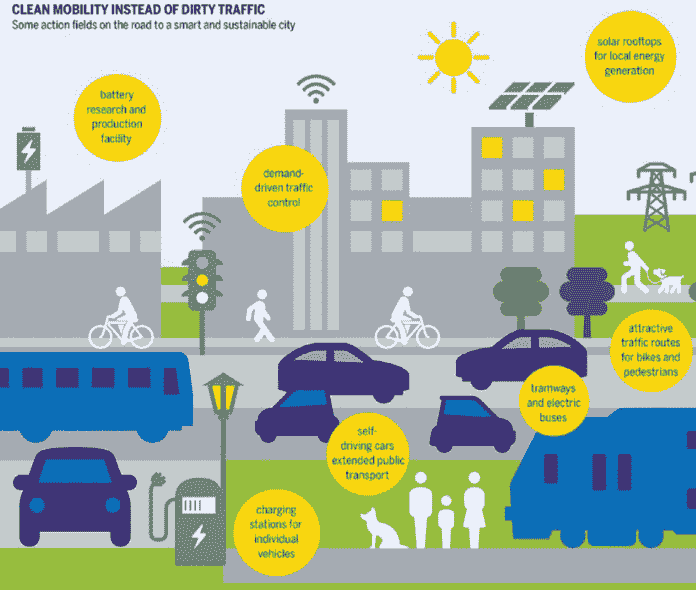 CLEAN MOBILITY INSTEAD OF DIRTY TRAFFIC
Some action fields on the road to a smart and sustainable city
solar rooftops
for local energy
generation
battery
research and
production
facility
demand-
driven traffic
control
attractive
traffic routes
for bikes and
pedestrians
tramways
and electric
buses
self-
driving cars
extended public
transport
charging
stations for
individual
vehicles